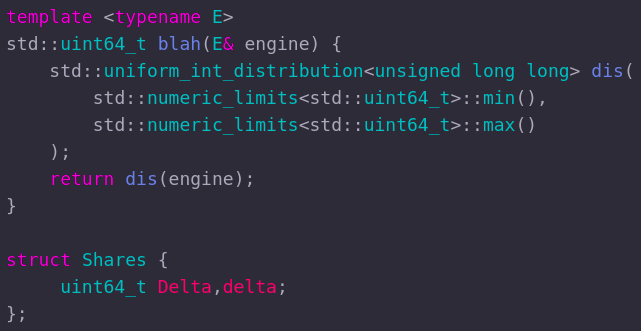 template <typename E>
std::uint64_t blah(E& engine) {
    std::uniform_int_distribution<unsigned long long> dis(
        std::numeric_limits<std::uint64_t>::min(),
        std::numeric_limits<std::uint64_t>::max()
    );
    return dis(engine);
}

struct Shares {
     uint64_t Delta,delta;
};